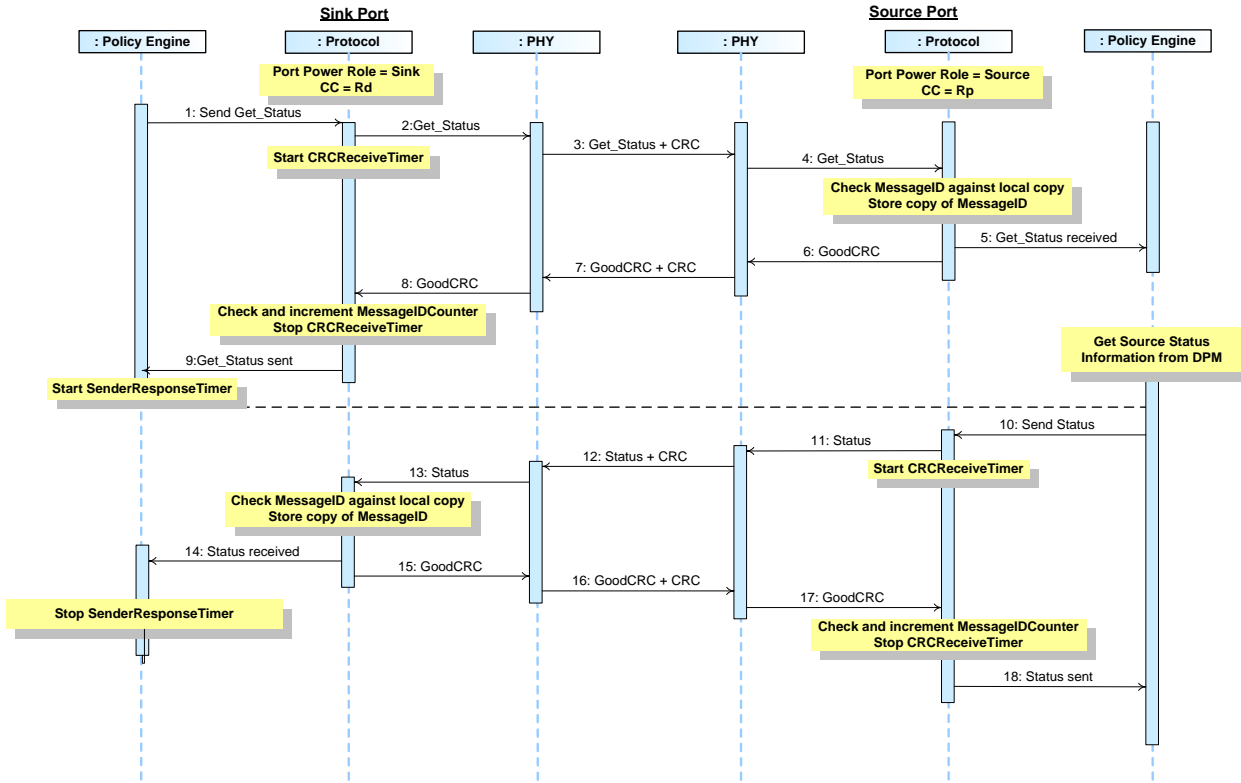 Sink Port
Source Port
: Policy Engine
: Protocol
: PHY
: PHY
: Protocol
: Policy Engine
Port Power Role = Sink
CC = Rd
Port Power Role = Source
CC = Rp
1: Send Get_Status
2:Get_Status
Start CRCReceiveTimer
3: Get_Status + CRC
4: Get_Status
Check MessageID against local copy
Store copy of MessageID
5: Get_Status received
6: GoodCRC
7: GoodCRC + CRC
8: GoodCRC
Check and increment MessageIDCounter
Stop CRCReceiveTimer
9:Get_Status sent
Start SenderResponseTimer
Get Source Status
Information from DPM
10: Send Status
11: Status
Start CRCReceiveTimer
12: Status + CRC
13: Status
Check MessageID against local copy
Store copy of MessageID
14: Status received
15: GoodCRC
16: GoodCRC + CRC
17: GoodCRC
Stop SenderResponseTimer
Check and increment MessageIDCounter
Stop CRCReceiveTimer
18: Status sent